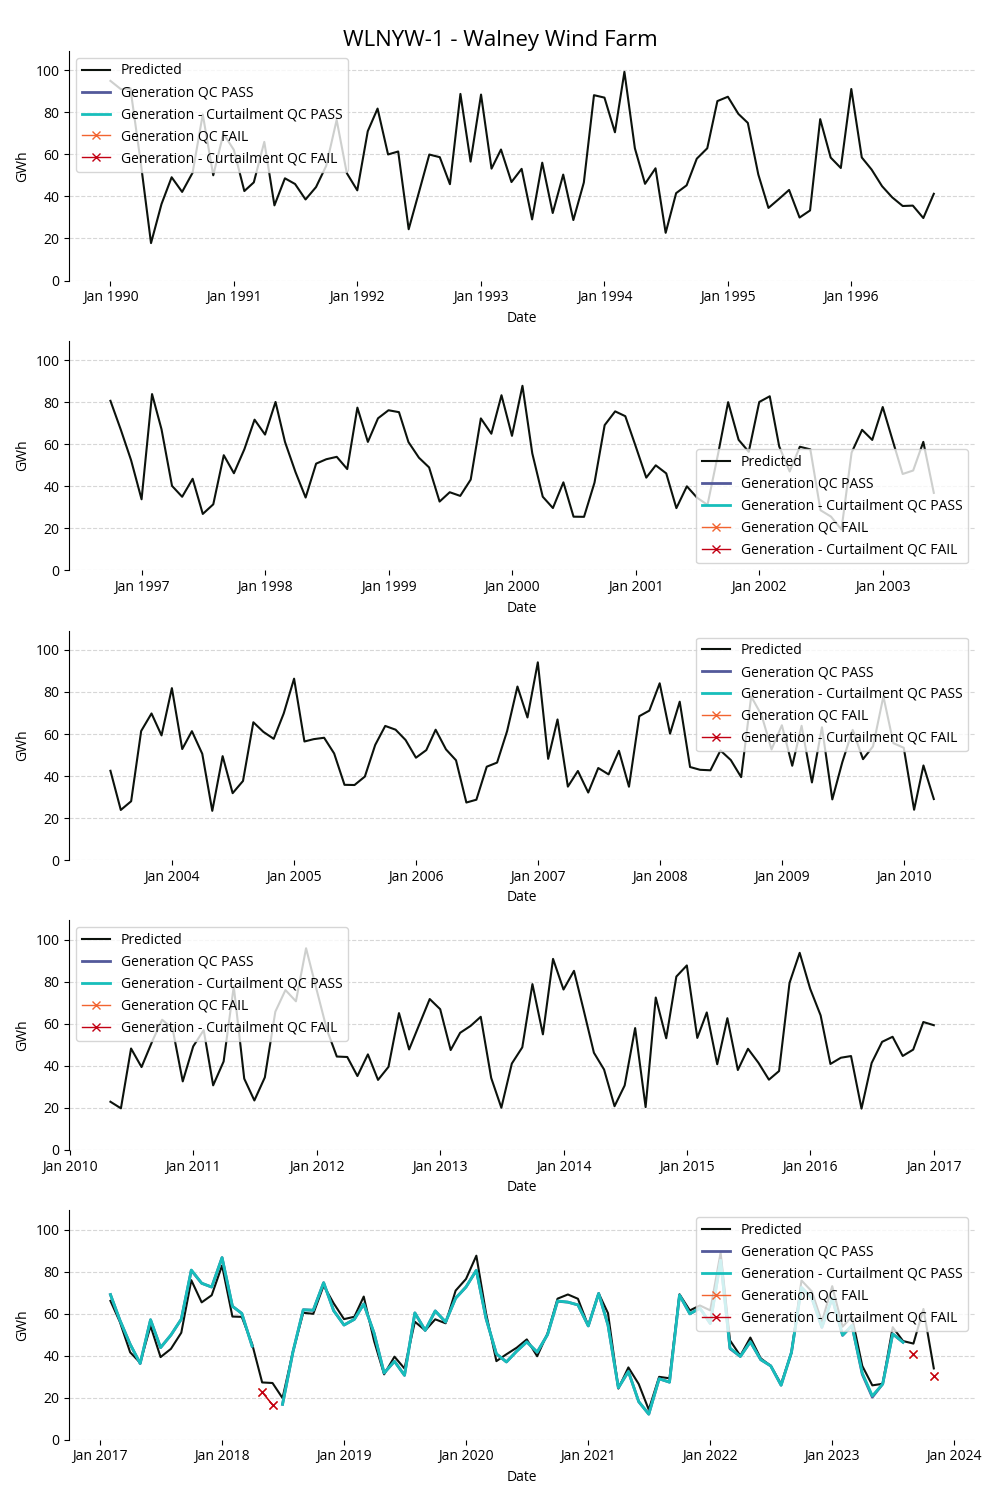 WLNYW-1 - Walney Wind Farm
100
80
60
40
20
0
GWh
Predicted
Generation QC PASS
Generation - Curtailment QC PASS
Generation QC FAIL
Generation - Curtailment QC FAIL
Jan 1990 Jan 1991 Jan 1992 Jan 1993 Jan 1994 Jan 1995 Jan 1996
Date
100
80
60
40
20
0
GWh
Predicted
Generation QC PASS
Generation - Curtailment QC PASS
Generation QC FAIL
Generation - Curtailment QC FAIL
Jan 1997 Jan 1998 Jan 1999 Jan 2000 Jan 2001 Jan 2002 Jan 2003
Date
100
80
60
40
20
0
GWh
Predicted
Generation QC PASS
Generation - Curtailment QC PASS
Generation QC FAIL
Generation - Curtailment QC FAIL
Jan 2004 Jan 2005 Jan 2006 Jan 2007 Jan 2008 Jan 2009 Jan 2010
Date
100
80
60
40
20
0
GWh
Predicted
Generation QC PASS
Generation - Curtailment QC PASS
Generation QC FAIL
Generation - Curtailment QC FAIL
Jan 2010 Jan 2011 Jan 2012 Jan 2013 Jan 2014 Jan 2015 Jan 2016 Jan 2017
Date
100
80
60
40
20
0
GWh
Predicted
Generation QC PASS
Generation - Curtailment QC PASS
Generation QC FAIL
Generation - Curtailment QC FAIL
Jan 2017 Jan 2018 Jan 2019 Jan 2020 Jan 2021 Jan 2022 Jan 2023 Jan 2024
Date